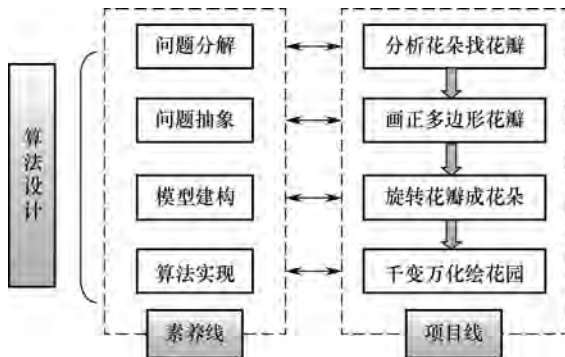 算法设计
问题分解
分析花朵找花瓣
问题抽象
画正多边形花瓣
模型建构
旋转花瓣成花朵
算法实现
千变万化绘花园
素养线
项目线